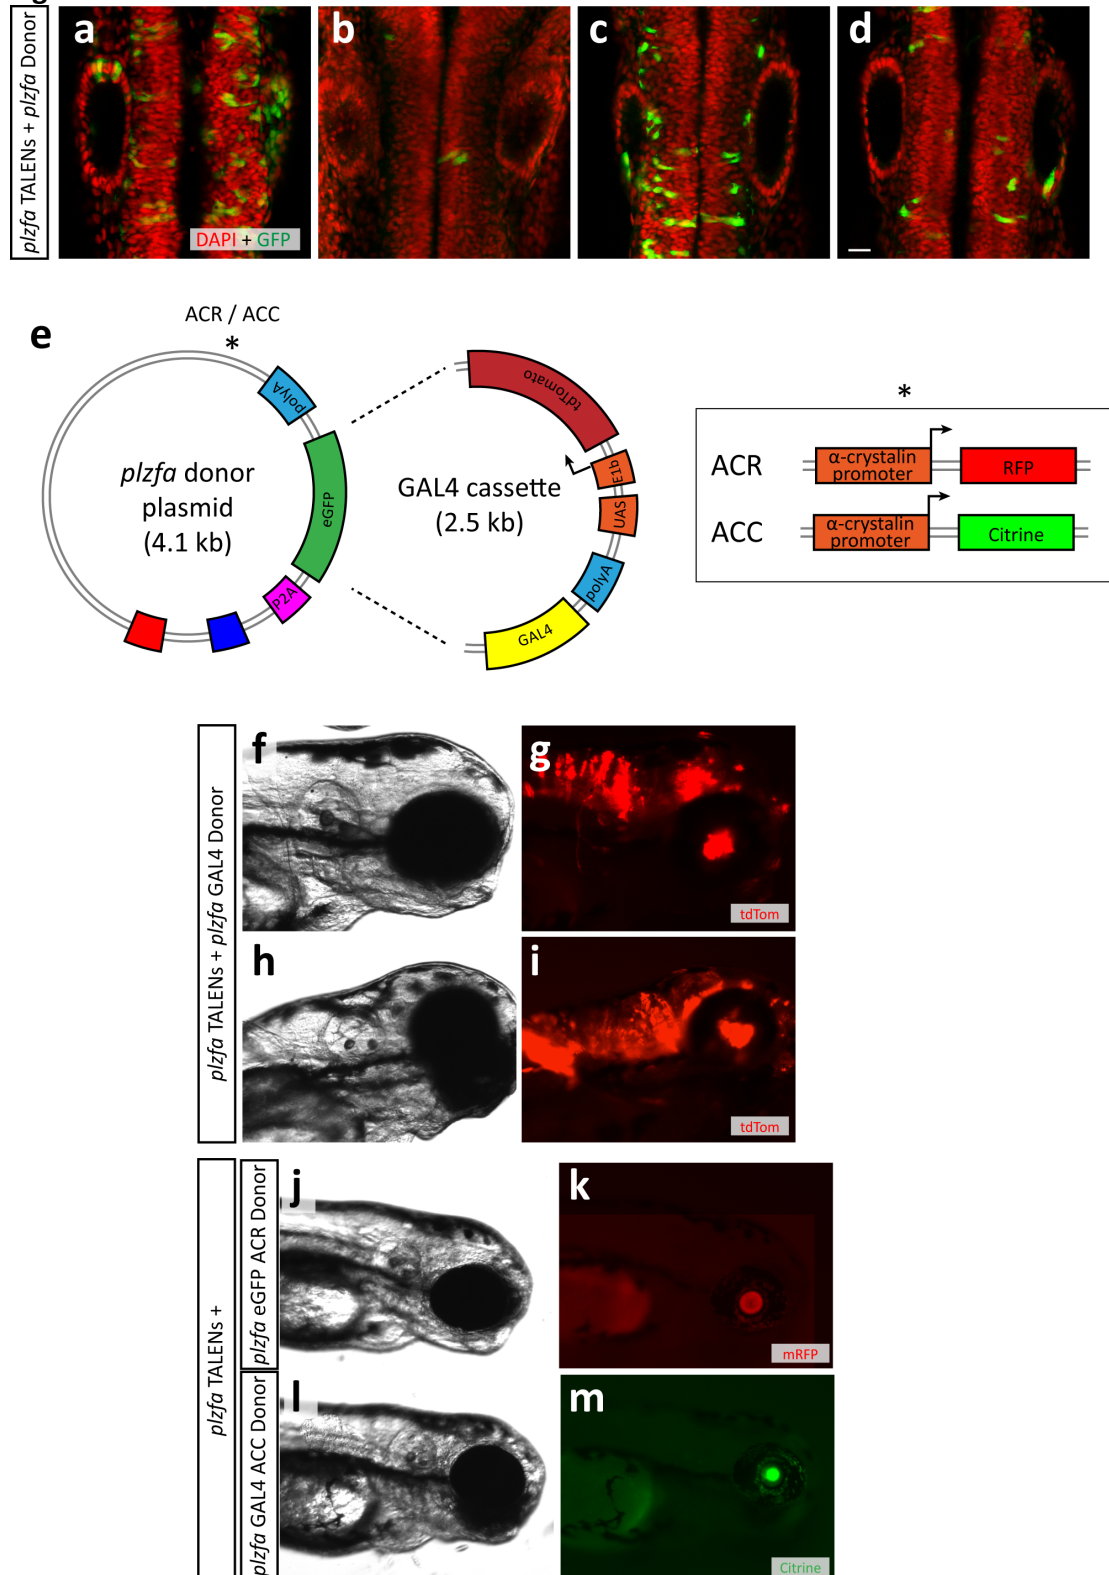 plzfa TALENs + plzfa Donor
a
b
c
d
DAPI + GFP
e
ACR / ACC
*
polyA
eGFP
P2A
plzfa donor
plasmid
(4.1 kb)
tdTomato
E1b
UAS
polyA
GAL4
GAL4 cassette
(2.5 kb)
*
ACR
α-crystalin
promoter
RFP
ACC
α-crystalin
promoter
Citrine
plzfa TALENs + plzfa GAL4 Donor
f
g
tdTom
h
i
tdTom
plzfa TALENs +
plzfa eGFP ACR Donor
j
k
mRFP
plzfa GAL4 ACC Donor
l
m
Citrine